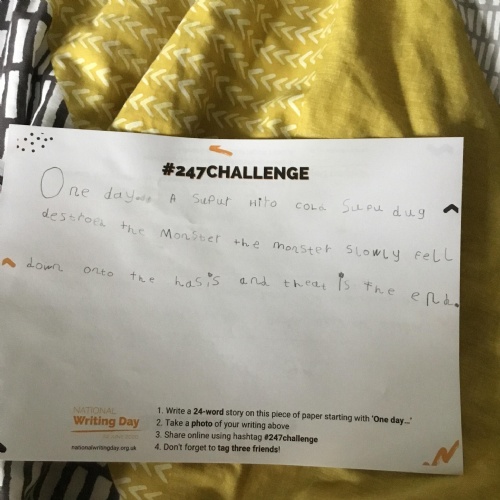 #247CHALLENGE
One day A Suput Hiro cold Supu dug
destroed the Monster the monster slowly fell
down onto the hasis and theat is the end.
NATIONAL
Writing Day
nationalwritingday.org.uk
1. Write a 24-word story on this piece of paper starting with 'One day...'
2. Take a photo of your writing above
3. Share online using hashtag #247challenge
4. Don't forget to tag three friends!